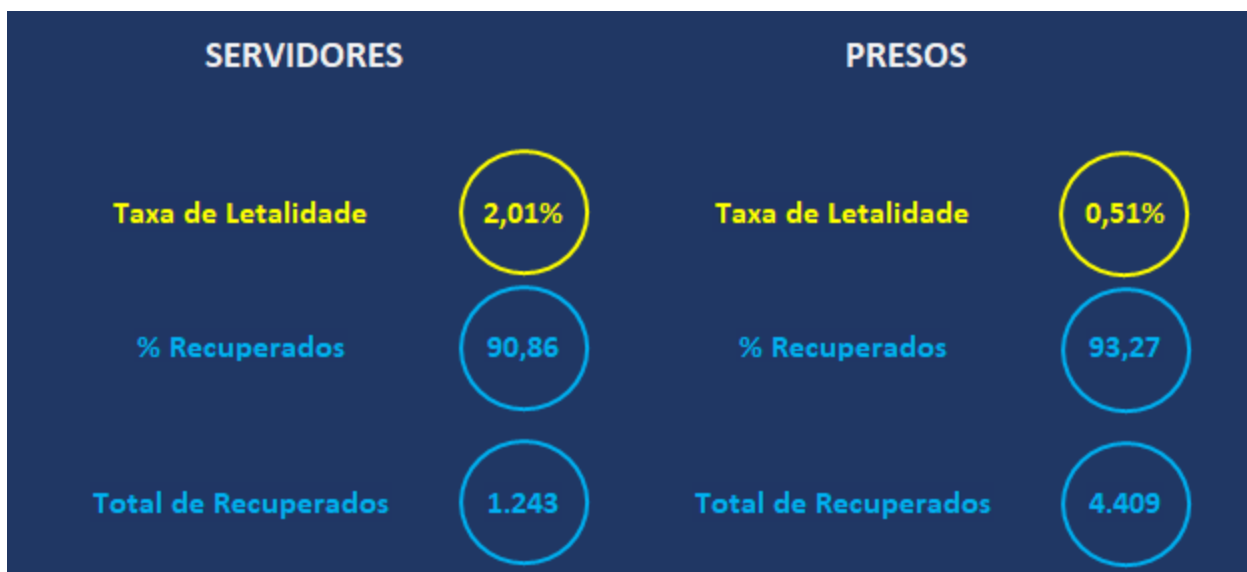 SERVIDORES
PRESOS
Taxa de Letalidade 2,01%
Taxa de Letalidade 0,51%
% Recuperados 90,86
% Recuperados 93,27
Total de Recuperados 1.243
Total de Recuperados 4.409